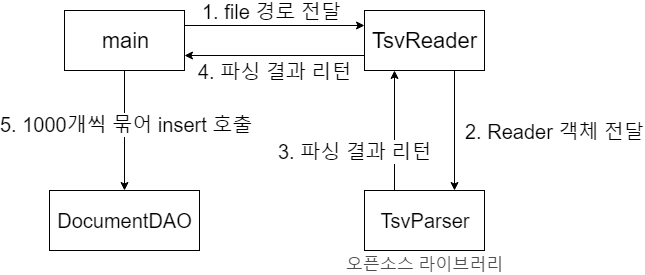 1. file 경로 전달
main
TsvReader
4. 파싱 결과 리턴
5. 1000개씩 묶어 insert 호출
2. Reader 객체 전달
3. 파싱 결과 리턴
DocumentDAO
TsvParser
오픈소스 라이브러리